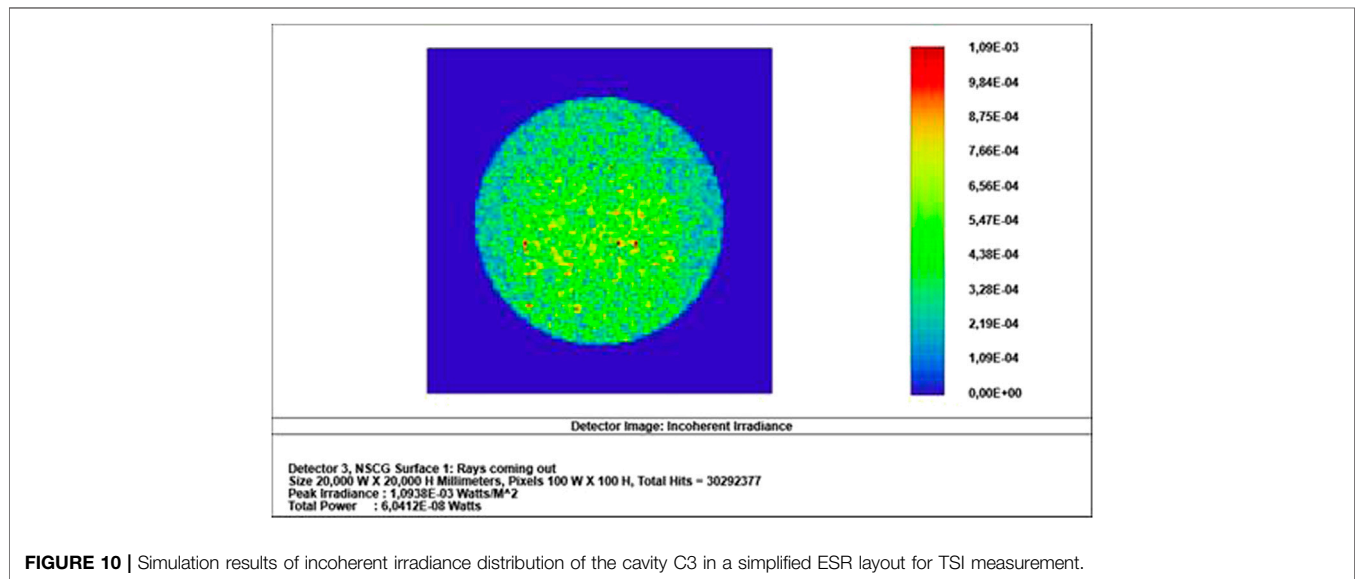 1,09E-03
9,84E-04
8,75E-04
7,66E-04
6,56E-04
5,47E-04
4,38E-04
3,28E-04
2,19E-04
1,09E-04
0,00E+00
Detector Image: Incoherent Irradiance
Detector 3, NSCG Surface 1: Rays coming out
Size 20,000 W X 20,000 H Millimeters, Pixels 100 W X 100 H, Total Hits = 30292377
Peak Irradiance : 1,0938E-03 Watts/M^2
Total Power : 6,0412E-08 Watts
FIGURE 10 | Simulation results of incoherent irradiance distribution of the cavity C3 in a simplified ESR layout for TSI measurement.